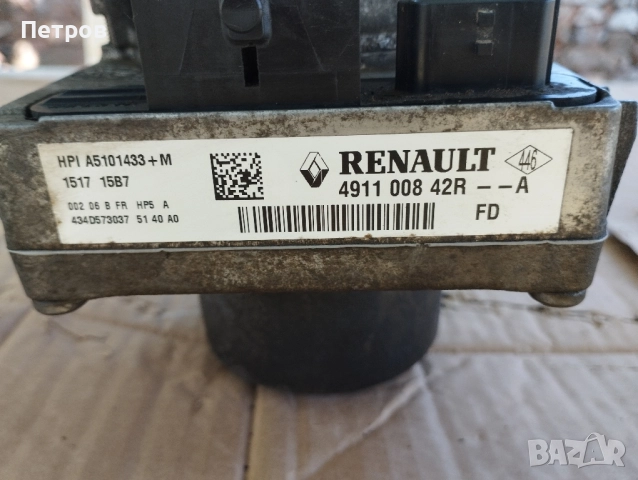 Петров
HPI A5101433+M
1517 15B7
002 06 B FR HP5 A
434D573037 51 40 A0
RENAULT
446
4911 008 42R -- A
FD
BAZAR